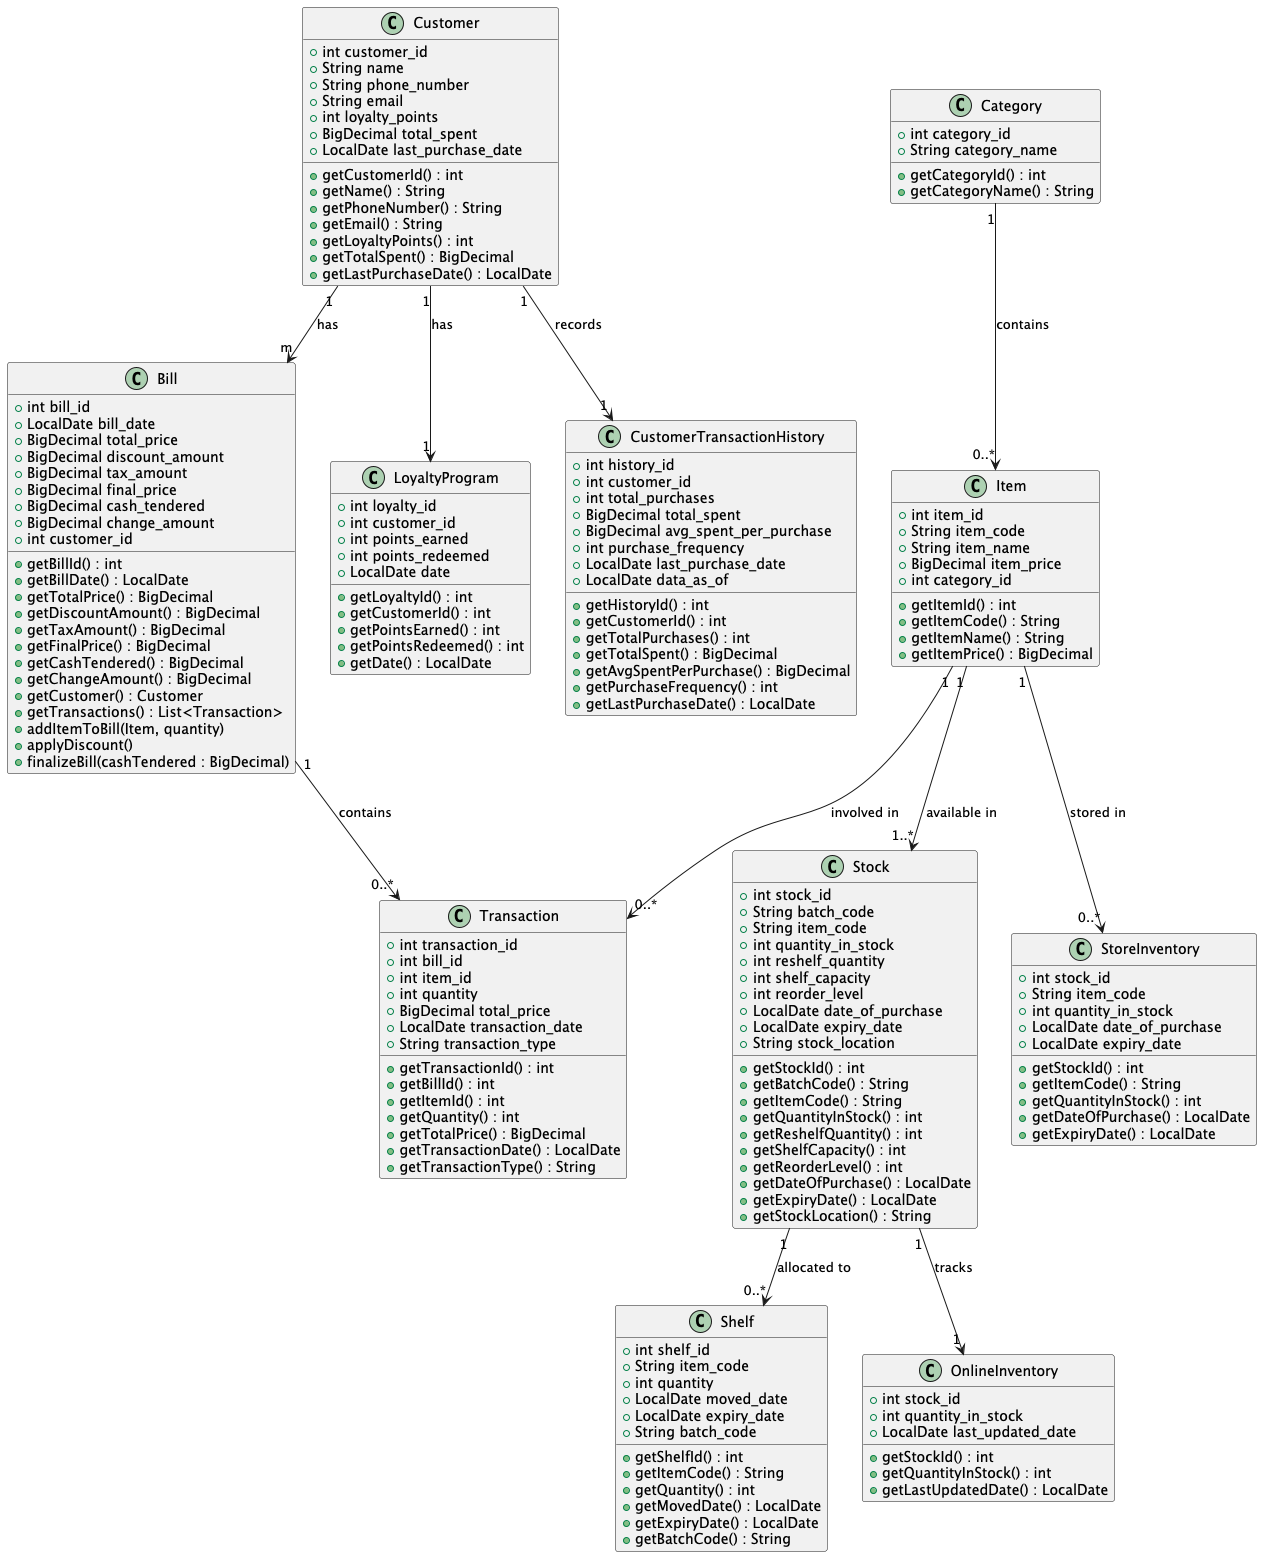 C Customer
int customer_id
String name
String phone_number
String email
int loyalty_points
BigDecimal total_spent
LocalDate last_purchase_date
getCustomerId() : int
getName() : String
getPhoneNumber() : String
getEmail() : String
getLoyaltyPoints() : int
getTotalSpent() : BigDecimal
getLastPurchaseDate() : LocalDate
C Category
int category_id
String category_name
getCategoryId() : int
getCategoryName() : String
1
has
m
1
has
1
1
records
1
1
contains
0..*
C Bill
int bill_id
LocalDate bill_date
BigDecimal total_price
BigDecimal discount_amount
BigDecimal tax_amount
BigDecimal final_price
BigDecimal cash_tendered
BigDecimal change_amount
int customer_id
getBillId() : int
getBillDate() : LocalDate
getTotalPrice() : BigDecimal
getDiscountAmount() : BigDecimal
getTaxAmount() : BigDecimal
getFinalPrice() : BigDecimal
getCashTendered() : BigDecimal
getChangeAmount() : BigDecimal
getCustomer() : Customer
getTransactions() : List<Transaction>
addItemToBill(Item, quantity)
applyDiscount()
finalizeBill(cashTendered : BigDecimal)
C LoyaltyProgram
int loyalty_id
int customer_id
int points_earned
int points_redeemed
LocalDate date
getLoyaltyId() : int
getCustomerId() : int
getPointsEarned() : int
getPointsRedeemed() : int
getDate() : LocalDate
C CustomerTransactionHistory
int history_id
int customer_id
int total_purchases
BigDecimal total_spent
BigDecimal avg_spent_per_purchase
int purchase_frequency
LocalDate last_purchase_date
LocalDate data_as_of
getHistoryId() : int
getCustomerId() : int
getTotalPurchases() : int
getTotalSpent() : BigDecimal
getAvgSpentPerPurchase() : BigDecimal
getPurchaseFrequency() : int
getLastPurchaseDate() : LocalDate
C Item
int item_id
String item_code
String item_name
BigDecimal item_price
int category_id
getItemId() : int
getItemCode() : String
getItemName() : String
getItemPrice() : BigDecimal
1
contains
0..*
1
involved in
0..*
1
available in
1..*
1
stored in
0..*
C Transaction
int transaction_id
int bill_id
int item_id
int quantity
BigDecimal total_price
LocalDate transaction_date
String transaction_type
getTransactionId() : int
getBillId() : int
getItemId() : int
getQuantity() : int
getTotalPrice() : BigDecimal
getTransactionDate() : LocalDate
getTransactionType() : String
C Stock
int stock_id
String batch_code
String item_code
int quantity_in_stock
int reshelf_quantity
int shelf_capacity
int reorder_level
LocalDate date_of_purchase
LocalDate expiry_date
String stock_location
getStockId() : int
getBatchCode() : String
getItemCode() : String
getQuantityInStock() : int
getReshelfQuantity() : int
getShelfCapacity() : int
getReorderLevel() : int
getDateOfPurchase() : LocalDate
getExpiryDate() : LocalDate
getStockLocation() : String
C StoreInventory
int stock_id
String item_code
int quantity_in_stock
LocalDate date_of_purchase
LocalDate expiry_date
getStockId() : int
getItemCode() : String
getQuantityInStock() : int
getDateOfPurchase() : LocalDate
getExpiryDate() : LocalDate
1
allocated to
0..*
1
tracks
1
C Shelf
int shelf_id
String item_code
int quantity
LocalDate moved_date
LocalDate expiry_date
String batch_code
getShelfId() : int
getItemCode() : String
getQuantity() : int
getMovedDate() : LocalDate
getExpiryDate() : LocalDate
getBatchCode() : String
C OnlineInventory
int stock_id
int quantity_in_stock
LocalDate last_updated_date
getStockId() : int
getQuantityInStock() : int
getLastUpdatedDate() : LocalDate